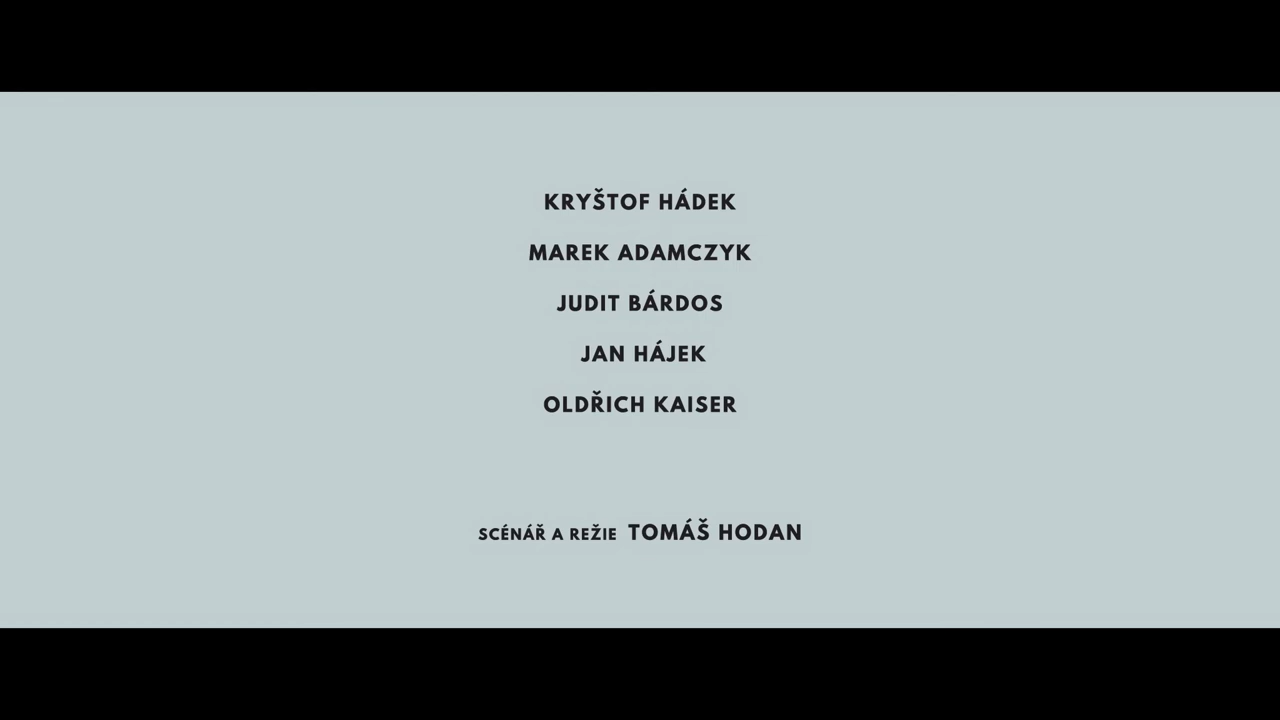 KRYŠTOF HÁDEK
MAREK ADAMCZYK
JUDIT BÁRDOS
JAN HÁJEK
OLDŘICH KAISER
SCÉNÁŘ A REŽIE TOMÁŠ HODAN